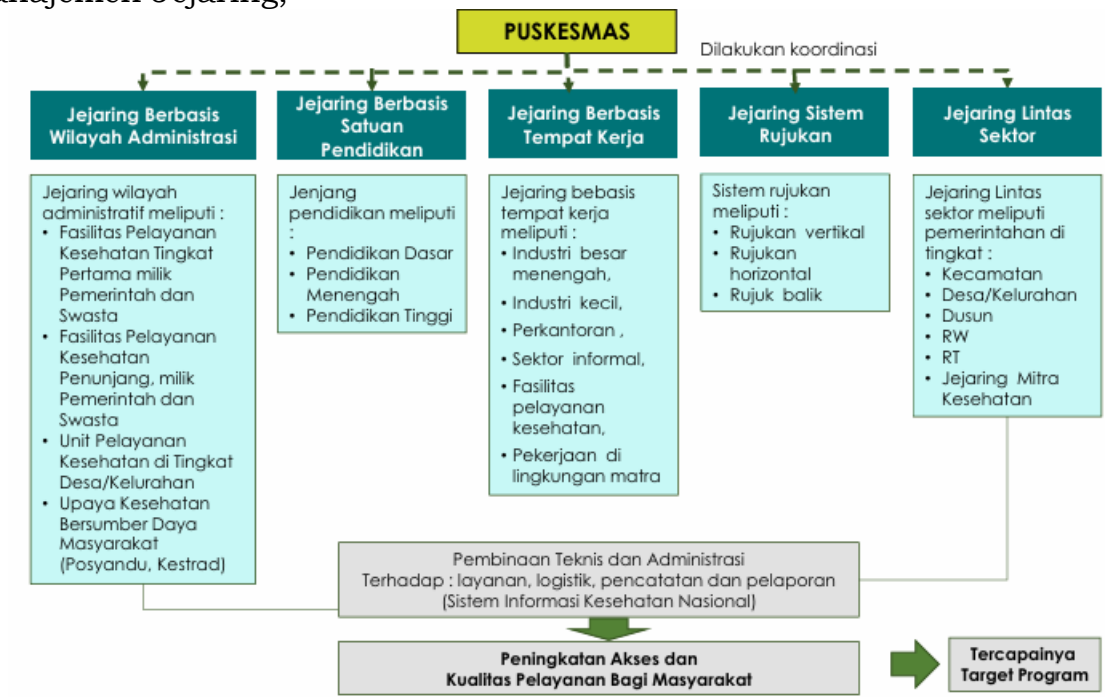 PUSKESMAS
Dilakukan koordinasi
Jejaring Berbasis
Wilayah Administrasi
Jejaring Berbasis
Satuan
Pendidikan
Jejaring Berbasis
Tempat Kerja
Jejaring Sistem
Rujukan
Jejaring Lintas
Sektor
Jejaring wilayah
administratif meliputi :
• Fasilitas Pelayanan
Kesehatan Tingkat
Pertama milik
Pemerintah dan
Swasta
• Fasilitas Pelayanan
Kesehatan
Penunjang, milik
Pemerintah dan
Swasta
• Unit Pelayanan
Kesehatan di Tingkat
Desa/Kelurahan
• Upaya Kesehatan
Bersumber Daya
Masyarakat
(Posyandu, Kestrad)
Jenjang
pendidikan meliputi
:
• Pendidikan Dasar
• Pendidikan
Menengah
• Pendidikan Tinggi
Jejaring bebasis
tempat kerja
meliputi :
• Industri besar
menengah,
• Industri kecil,
• Perkantoran ,
• Sektor informal,
• Fasilitas
pelayanan
kesehatan,
• Pekerjaan di
lingkungan matra
Sistem rujukan
meliputi :
• Rujukan vertikal
• Rujukan
horizontal
• Rujuk balik
Jejaring Lintas
sektor meliputi
pemerintahan di
tingkat :
• Kecamatan
• Desa/Kelurahan
• Dusun
• RW
• RT
• Jejaring Mitra
Kesehatan
Pembinaan Teknis dan Administrasi
Terhadap : layanan, logistik, pencatatan dan pelaporan
(Sistem Informasi Kesehatan Nasional)
Peningkatan Akses dan
Kualitas Pelayanan Bagi Masyarakat
Tercapainya
Target Program